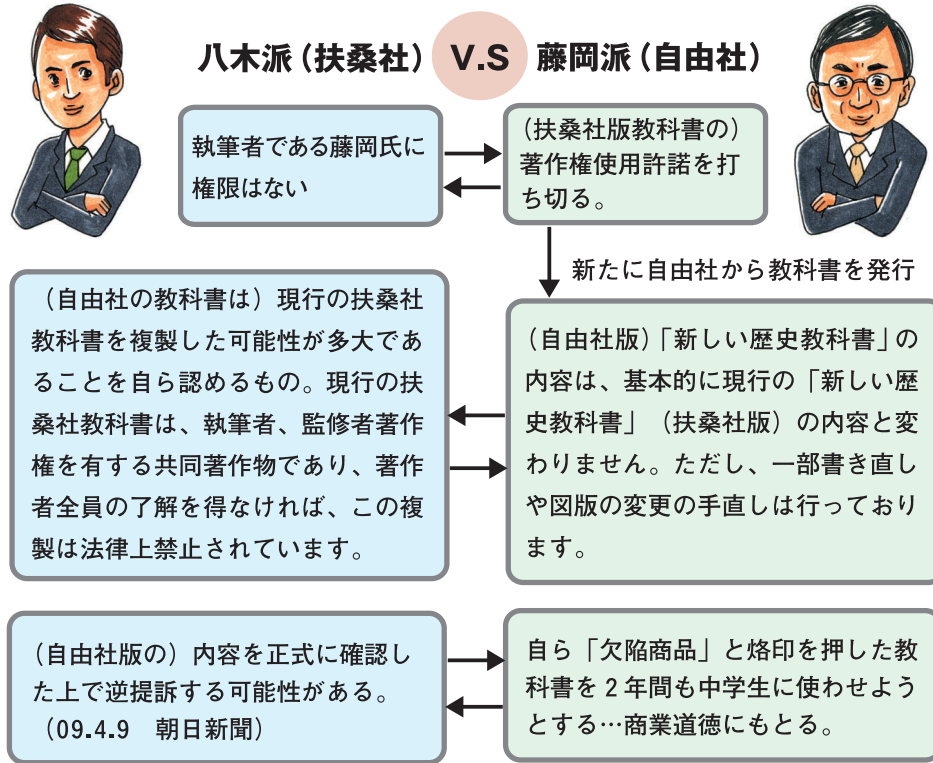 八木派（扶桑社） V.S 藤岡派（自由社）
執筆者である藤岡氏に
権限はない
（扶桑社版教科書の）
著作権使用許諾を打
ち切る。
新たに自由社から教科書を発行
（自由社の教科書は）現行の扶桑社
教科書を複製した可能性が多大であ
ることを自ら認めるもの。現行の扶
桑社教科書は、執筆者、監修者著作
権を有する共同著作物であり、著作
者全員の了解を得なければ、この複
製は法律上禁止されています。
（自由社版）「新しい歴史教科書」の
内容は、基本的に現行の「新しい歴
史教科書」（扶桑社版）の内容と変
わりません。ただし、一部書き直し
や図版の変更の手直しは行っており
ます。
（自由社版の）内容を正式に確認し
た上で逆提訴する可能性がある。
（09.4.9　朝日新聞）
自ら「欠陥商品」と烙印を押した教
科書を2年間も中学生に使わせよう
とする…商業道徳にもとる。